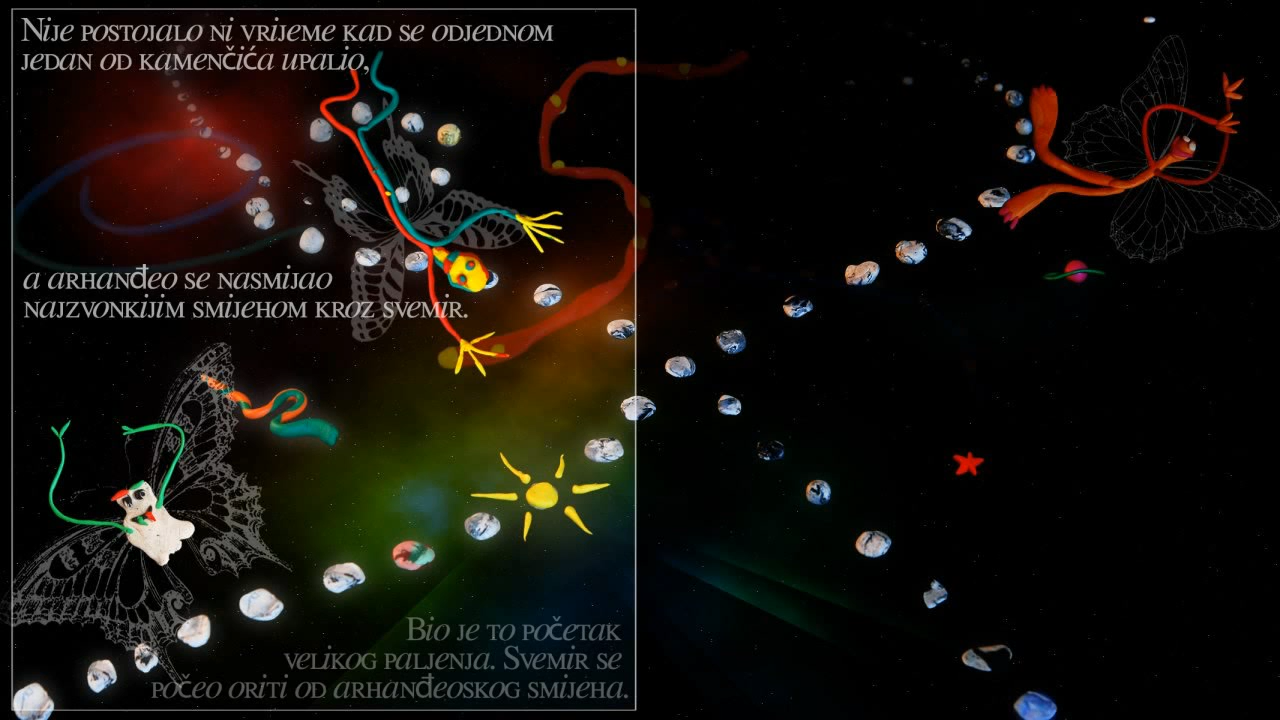 Nije postojalo ni vrijeme kad se odjednom
jedan od kamenčića upalio,
a arhanđeo se nasmijao
najzvonkijim smijehom kroz svemir.
Bio je to početak
velikog paljenja. Svemir se
počeo oriti od arhanđeoskog smijeha.